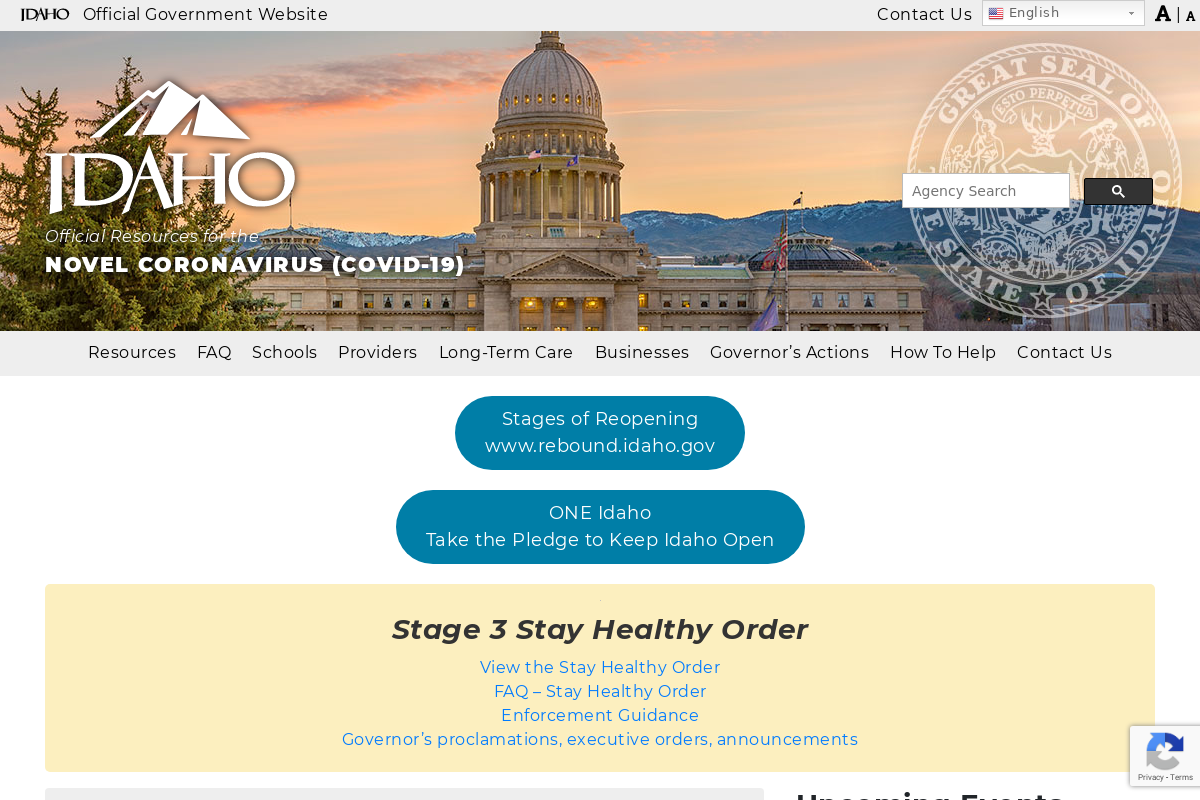 IDAHO Official Government Website
Contact Us
English
A | A
GREAT SEAL OF
THE STATE OF IDAHO
ESTO PERPETUA
IDAHO
Agency Search
Official Resources for the
NOVEL CORONAVIRUS (COVID-19)
Resources FAQ Schools Providers Long-Term Care Businesses Governor’s Actions How To Help Contact Us
Stages of Reopening
www.rebound.idaho.gov
ONE Idaho
Take the Pledge to Keep Idaho Open
Stage 3 Stay Healthy Order
View the Stay Healthy Order
FAQ – Stay Healthy Order
Enforcement Guidance
Governor’s proclamations, executive orders, announcements
Privacy - Terms
Upcoming Events